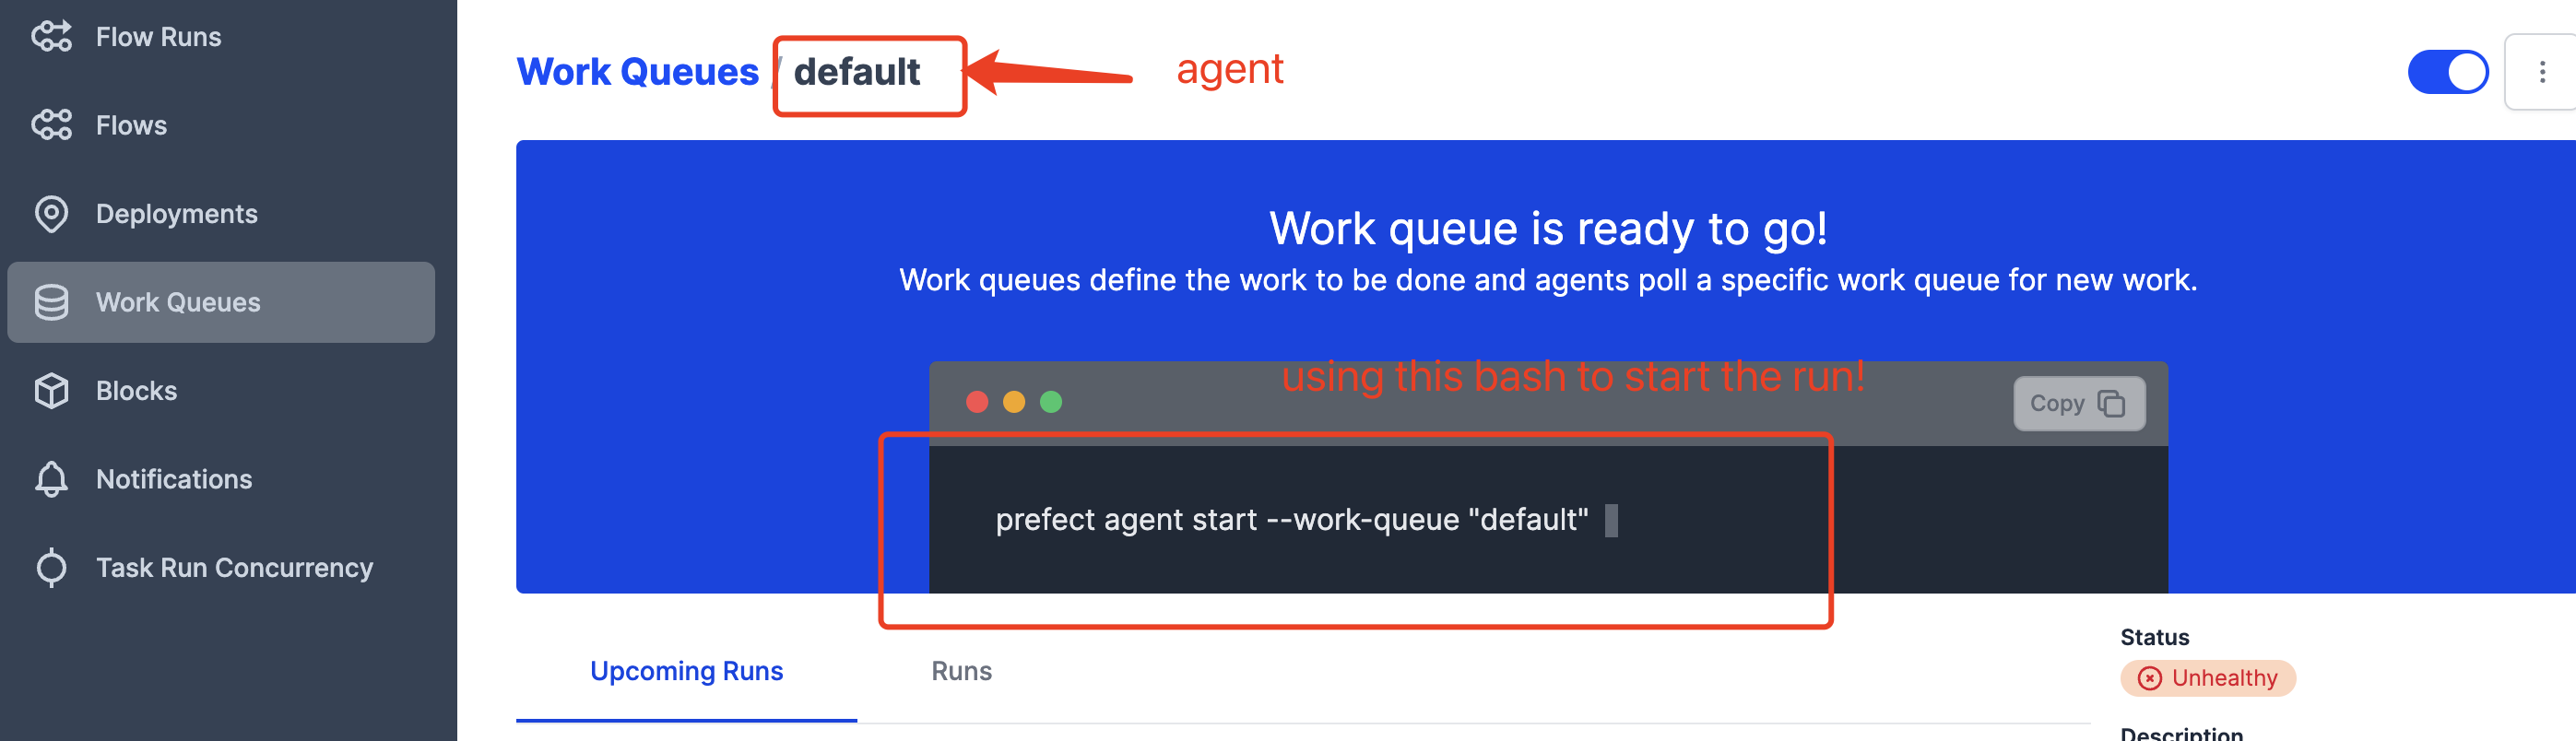 Flow Runs
Flows
Deployments
Work Queues
Blocks
Notifications
Task Run Concurrency
Work Queues / default
agent
Work queue is ready to go!
Work queues define the work to be done and agents poll a specific work queue for new work.
using this bash to start the run!
Copy
prefect agent start --work-queue "default"
Upcoming Runs
Runs
Status
Unhealthy
Description